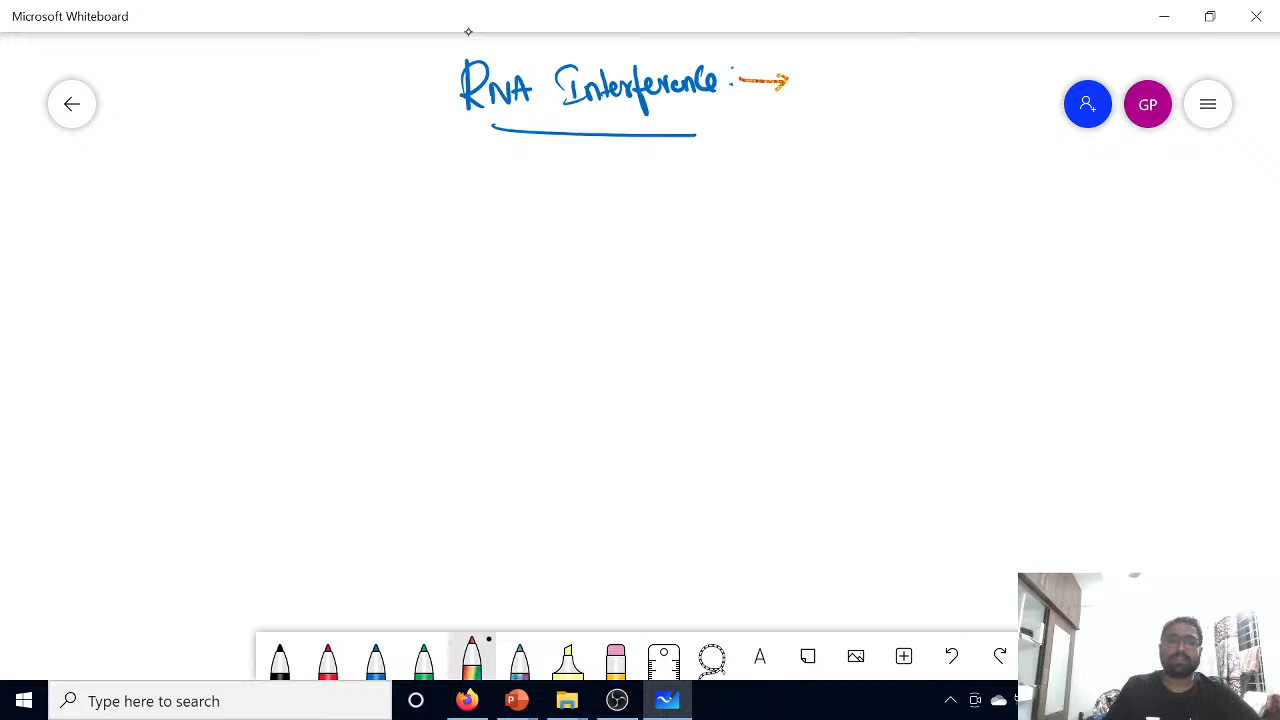 Microsoft Whiteboard
RNA Interference : →
GP
A
Type here to search